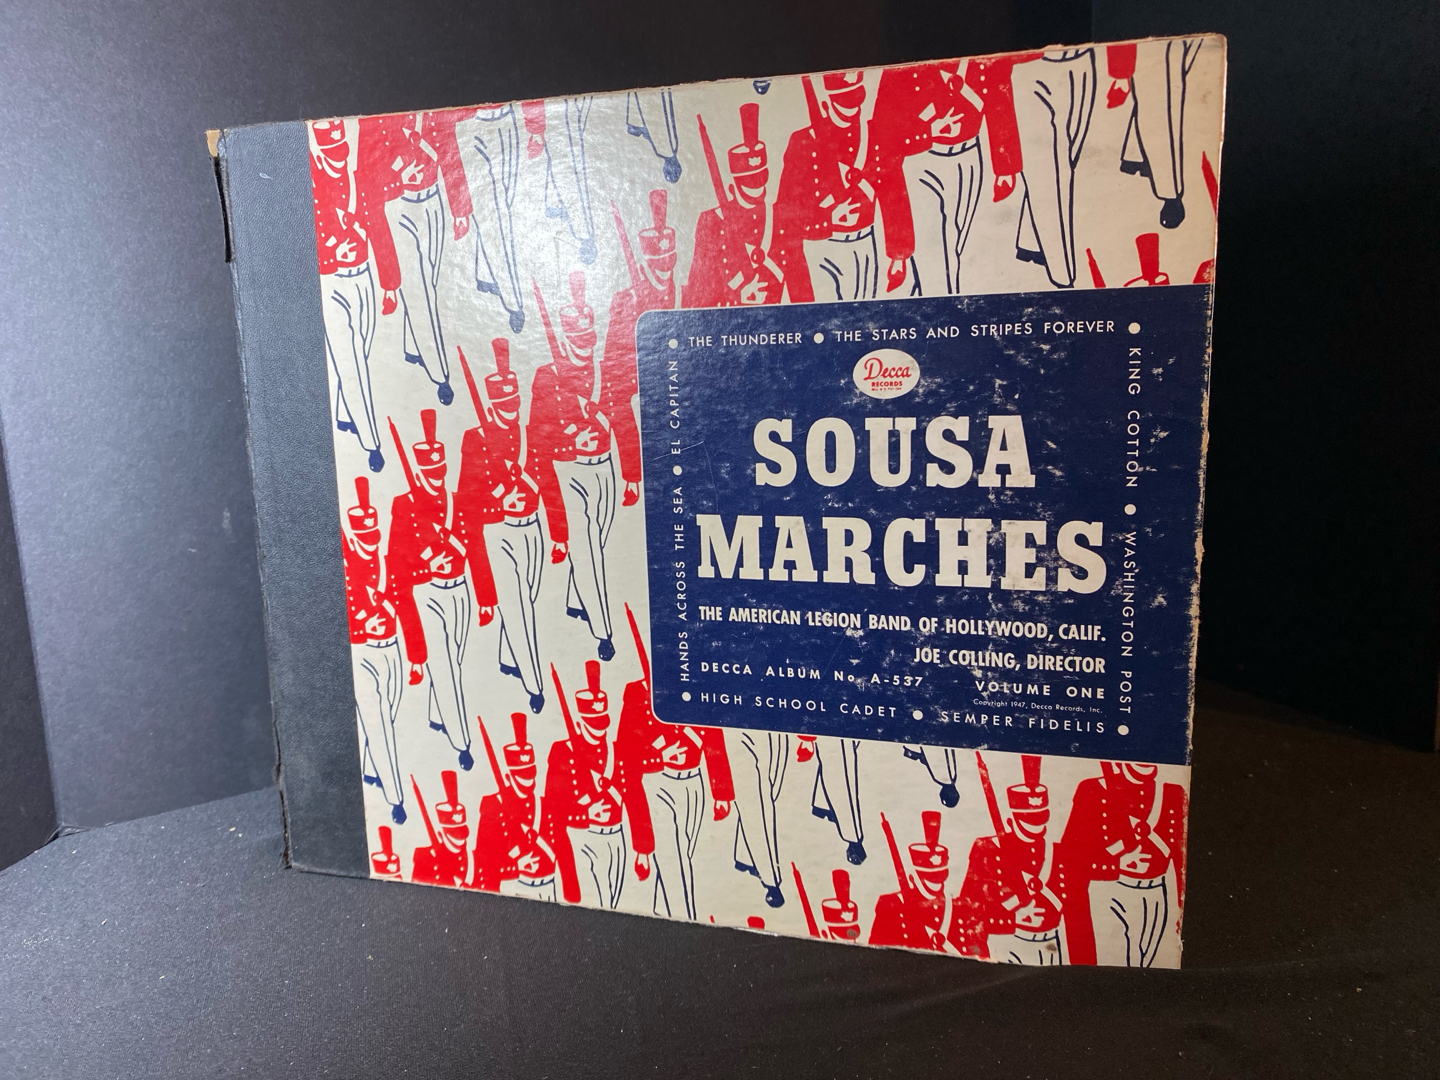 THE THUNDERER ● THE STARS AND STRIPES FOREVER ●
KING COTTON ● WASHINGTON POST ●
Decca
RECORDS
SOUSA
MARCHES
THE AMERICAN LEGION BAND OF HOLLYWOOD, CALIF.
JOE COLLING, DIRECTOR
DECCA ALBUM No. A-537
VOLUME ONE
Copyright 1947, Decca Records, Inc.
● HIGH SCHOOL CADET ● SEMPER FIDELIS
HANDS ACROSS THE SEA ● EL CAPITAN ●